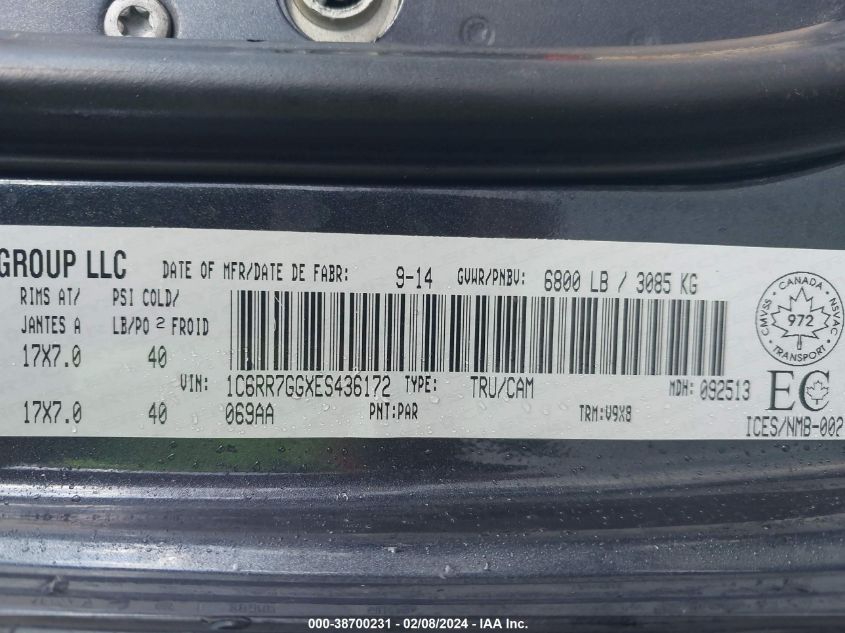 GROUP LLC DATE OF MFR/DATE DE FABR: 9-14 GVWR/PNBV: 6800 LB / 3085 KG
RIMS AT/ PSI COLD/
JANTES A LB/PO 2 FROID
17X7.0 40
VIN: 1C6RR7GGXES436172 TYPE: TRU/CAM MDH: 092513
17X7.0 40 069AA PNT:PAR TRM:V9X8
CANADA
CMVSS 972 NSVAC
TRANSPORT
EC
ICES/NMB-002
000-38700231 - 02/08/2024 - IAA Inc.